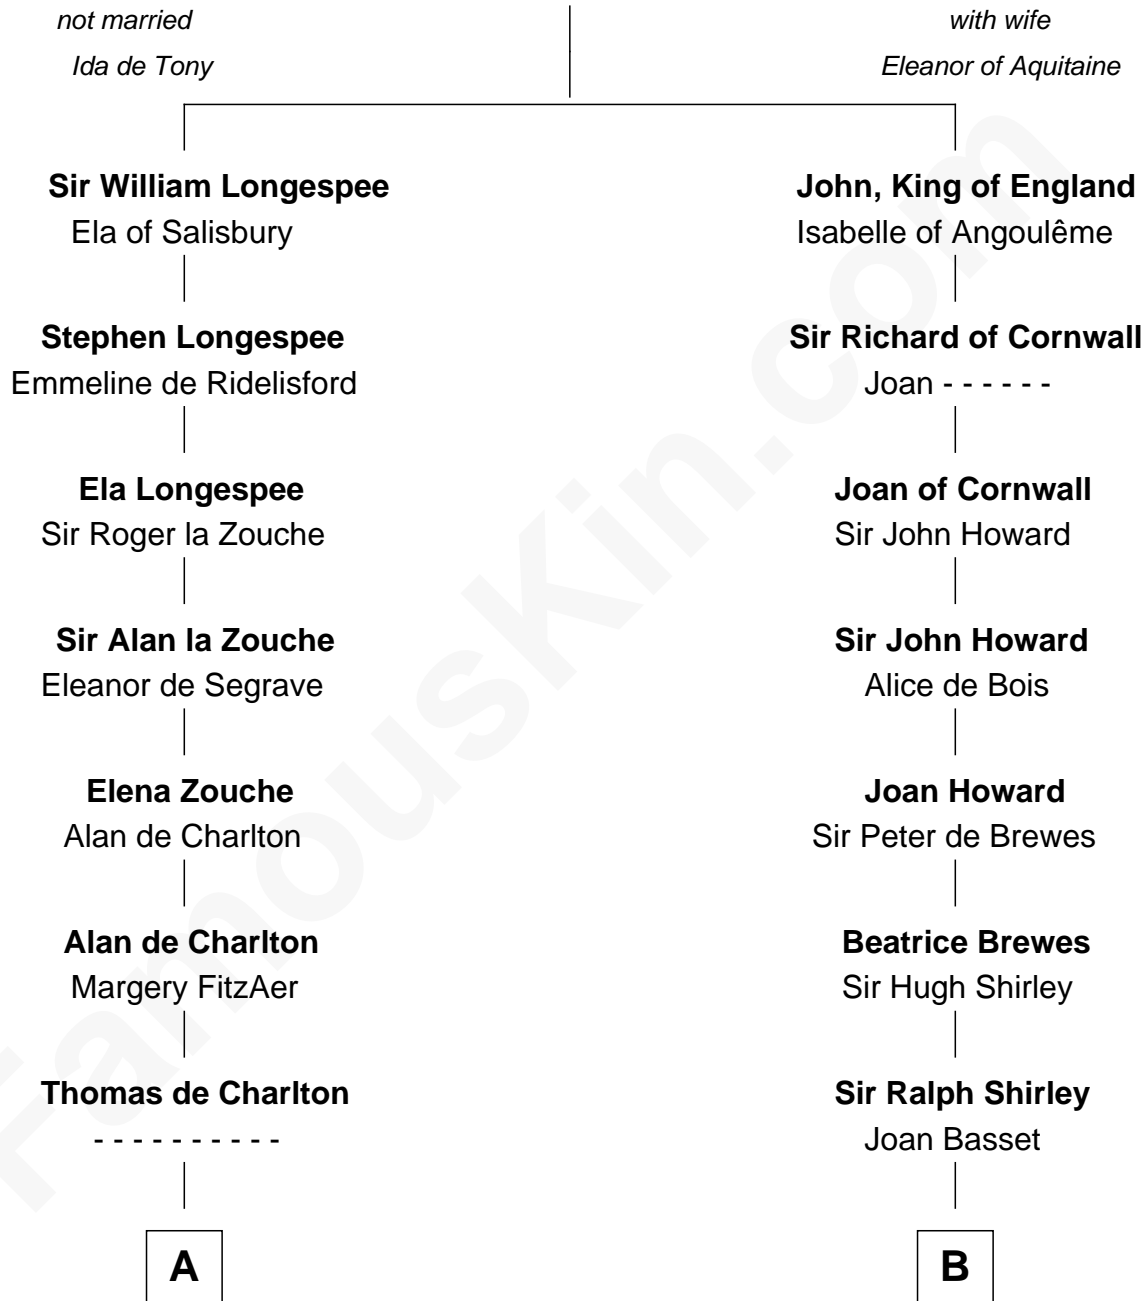 not married
with wife
Ida de Tony
Eleanor of Aquitaine
Sir William Longespee
John, King of England
Ela of Salisbury
Isabelle of Angoulême
Stephen Longespee
Sir Richard of Cornwall
Emmeline de Ridelisford
Joan - - - - - -
Ela Longespee
Joan of Cornwall
Sir Roger la Zouche
Sir John Howard
Sir Alan la Zouche
Sir John Howard
Eleanor de Segrave
Alice de Bois
Elena Zouche
Joan Howard
Alan de Charlton
Sir Peter de Brewes
Alan de Charlton
Beatrice Brewes
Margery FitzAer
Sir Hugh Shirley
Thomas de Charlton
Sir Ralph Shirley
- - - - - - - - - -
Joan Basset
A
B
FamousKin.com